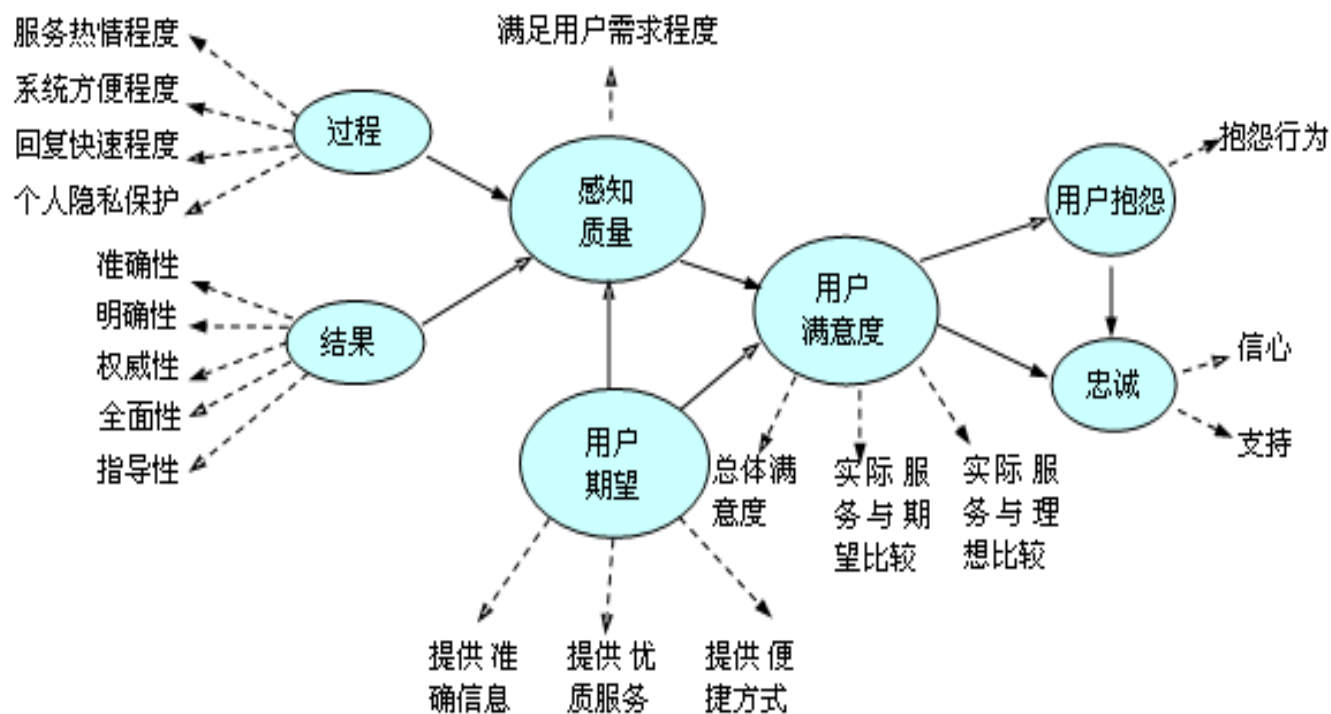 服务热情程度
系统方便程度
回复快速程度
个人隐私保护
过程
满足用户需求程度
感知
质量
准确性
明确性
权威性
全面性
指导性
结果
用户
期望
提供 准
确信息
提供 优
质服务
提供 便
捷方式
用户
满意度
总体满
意度
实际 服
务 与 期
望比较
实际 服
务 与 理
想比较
用户抱怨
抱怨行为
忠诚
信心
支持